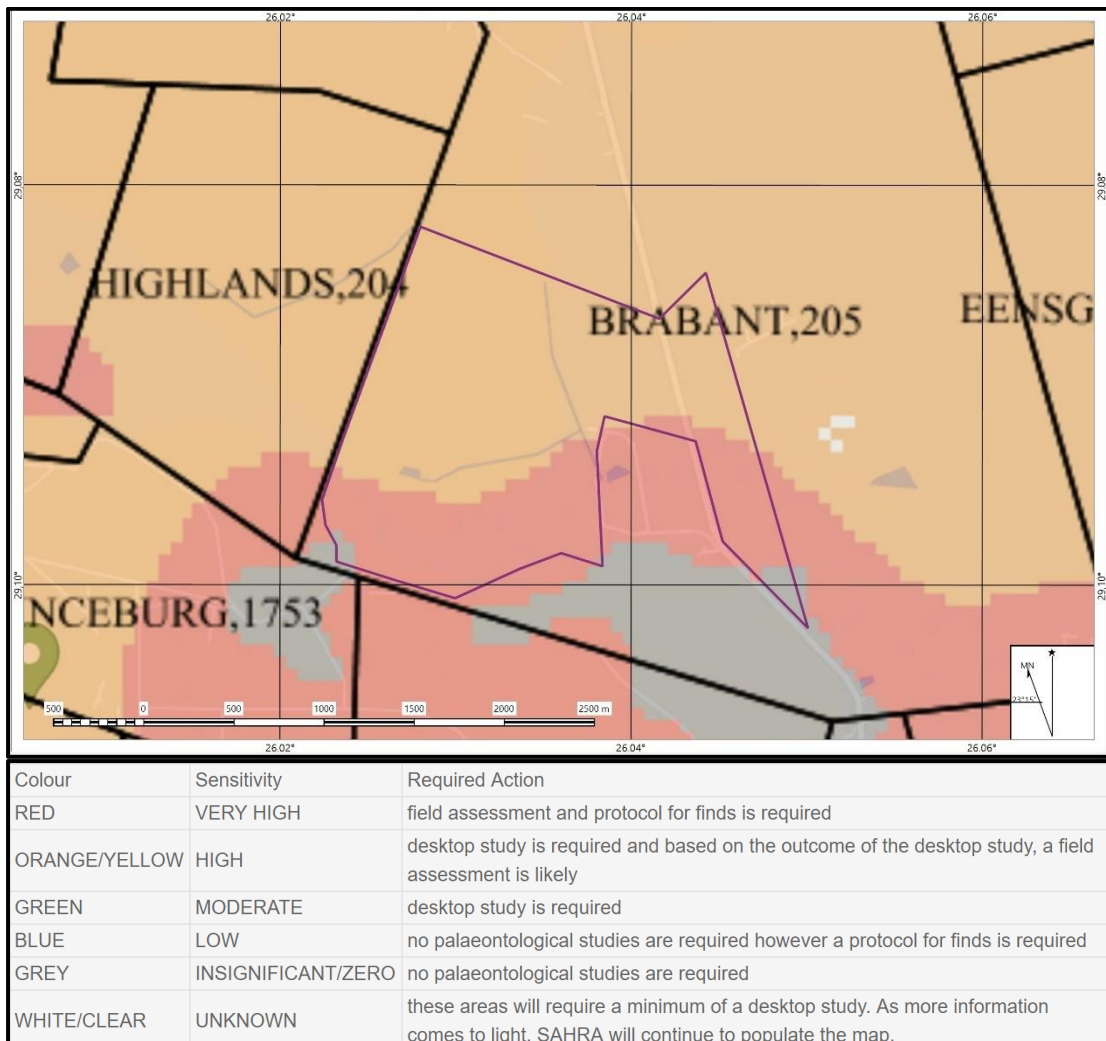 26.02° 26.04° 26.06°
29.08° 29.08°
HIGHLANDS,204
BRABANT,205
EENSG
29.10° 29.10°
NCEBURG,1753
MN
23°15'
500 0 500 1000 1500 2000 2500 m
26.02° 26.04° 26.06°
Colour Sensitivity Required Action
RED VERY HIGH field assessment and protocol for finds is required
ORANGE/YELLOW HIGH desktop study is required and based on the outcome of the desktop study, a field
assessment is likely
GREEN MODERATE desktop study is required
BLUE LOW no palaeontological studies are required however a protocol for finds is required
GREY INSIGNIFICANT/ZERO no palaeontological studies are required
WHITE/CLEAR UNKNOWN these areas will require a minimum of a desktop study. As more information
comes to light, SAHRA will continue to populate the map.